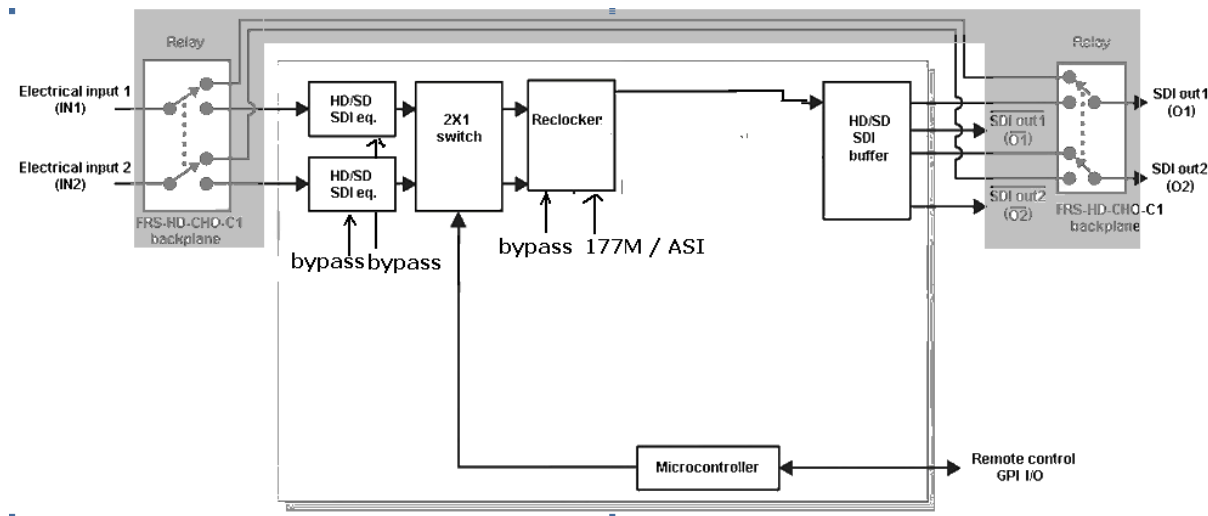 Relay
Relay
Electrical input 1
(IN1)
HD/SD
SDI eq.
2X1
switch
Reclocker
HD/SD
SDI
buffer
SDI out1
(O1)
SDI out1
(O1)
Electrical input 2
(IN2)
HD/SD
SDI eq.
SDI out2
(O2)
SDI out2
(O2)
FRS-HD-CHO-C1
backplane
FRS-HD-CHO-C1
backplane
bypass
bypass
bypass
177M / ASI
Microcontroller
Remote control
GPI I/O